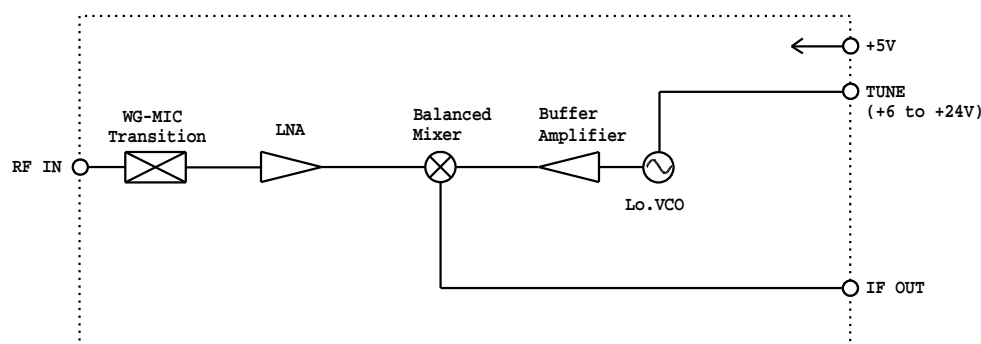 +5V
TUNE
(+6 to +24V)
WG-MIC
Transition
LNA
Balanced
Mixer
Buffer
Amplifier
RF IN
Lo.VCO
IF OUT